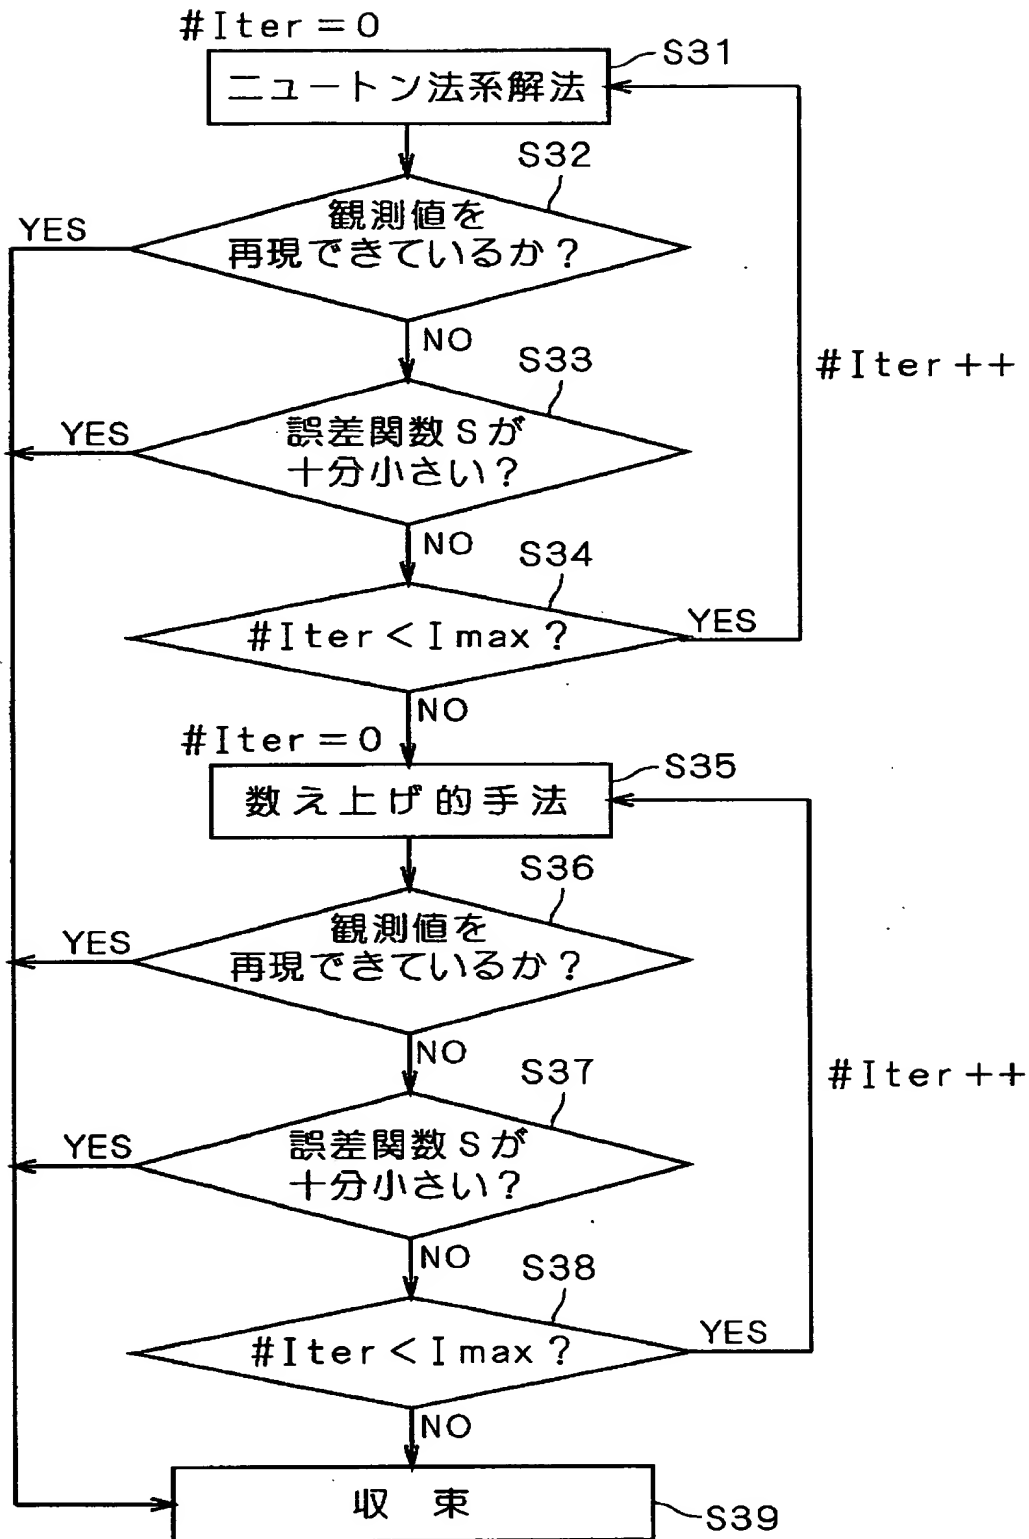 #Iter=0
S31
ニュートン法系解法
S32
観測値を
再現できているか?
YES
NO
S33
誤差関数Sが
十分小さい?
YES
#Iter++
NO
S34
#Iter<Imax?
YES
NO
#Iter=0
S35
数え上げ的手法
S36
観測値を
再現できているか?
YES
NO
S37
誤差関数Sが
十分小さい?
YES
#Iter++
NO
S38
#Iter<Imax?
YES
NO
収束
S39